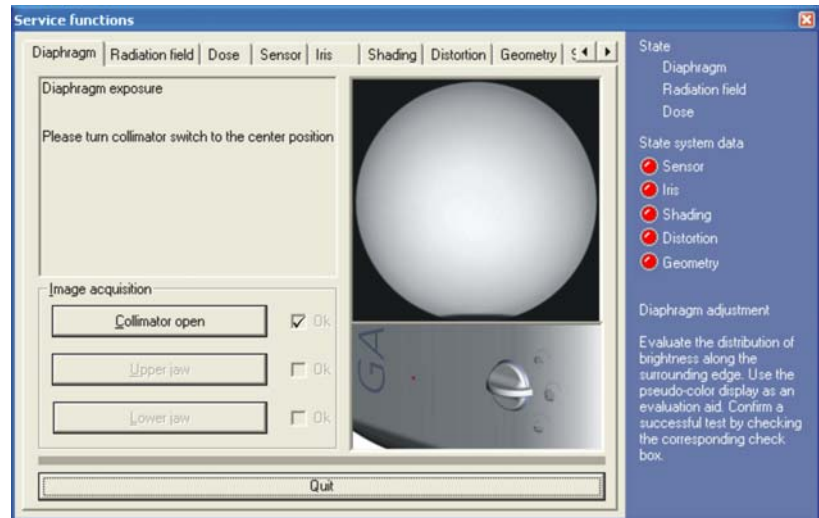 Service functions
Diaphragm Radiation field Dose Sensor Iris Shading Distortion Geometry
Diaphragm exposure
Please turn collimator switch to the center position
Image acquisition
Collimator open Ok
Upper jaw Ok
Lower jaw Ok
GA
Quit
State
Diaphragm
Radiation field
Dose
State system data
Sensor
Iris
Shading
Distortion
Geometry
Diaphragm adjustment
Evaluate the distribution of
brightness along the
surrounding edge. Use the
pseudo-color display as an
evaluation aid. Confirm a
successful test by checking
the corresponding check
box.